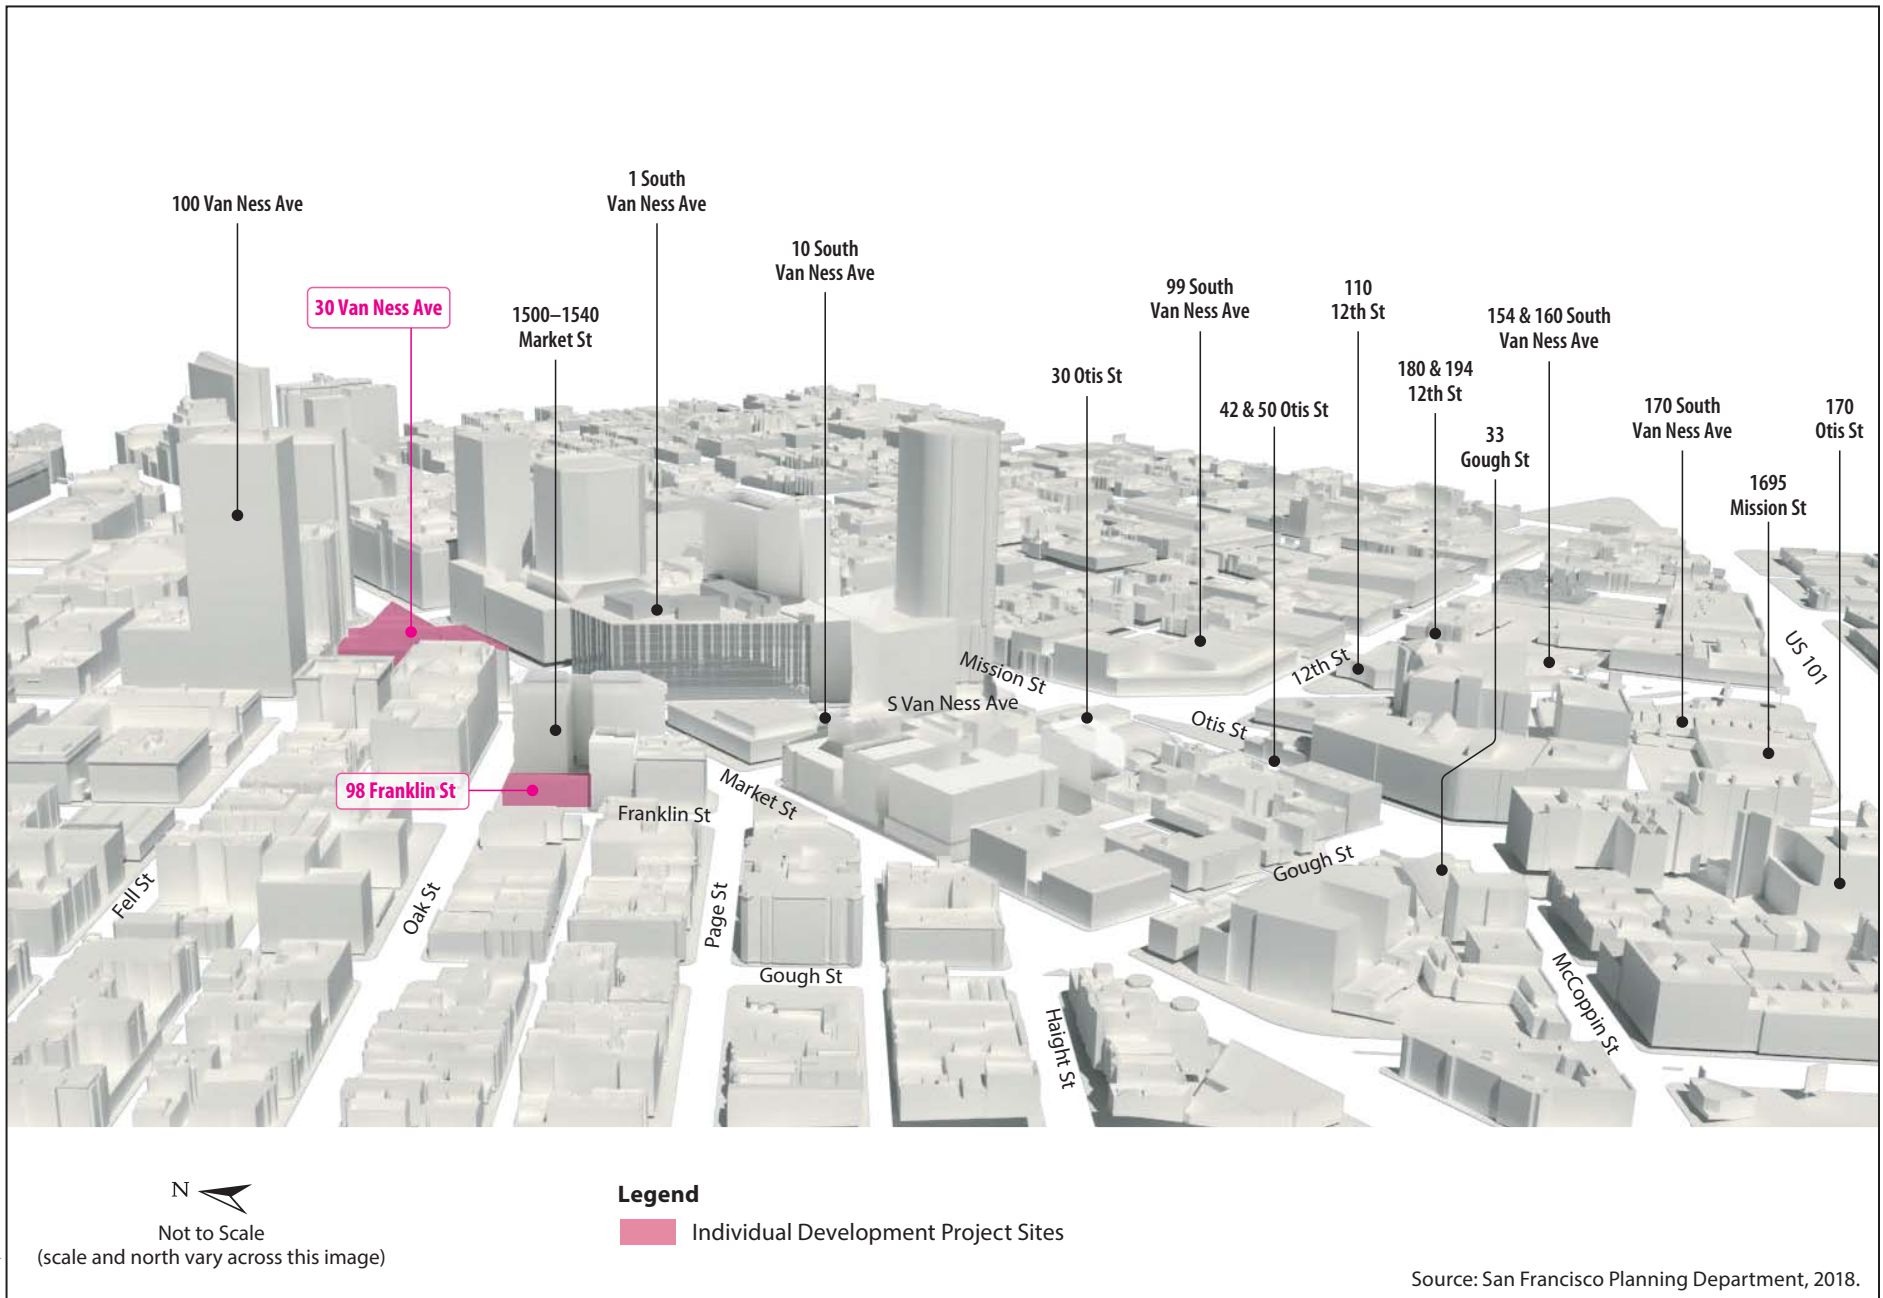 1 South
Van Ness Ave
100 Van Ness Ave
10 South
Van Ness Ave
30 Van Ness Ave
1500–1540
Market St
99 South
Van Ness Ave
110
12th St
154 & 160 South
Van Ness Ave
30 Otis St
180 & 194
12th St
42 & 50 Otis St
170 South
Van Ness Ave
170
Otis St
33
Gough St
1695
Mission St
US 101
Mission St
12th St
S Van Ness Ave
Otis St
98 Franklin St
Market St
Franklin St
Gough St
Fell St
Oak St
Page St
Gough St
McCoppin St
Haight St
N
Not to Scale
(scale and north vary across this image)
Legend
Individual Development Project Sites
Source: San Francisco Planning Department, 2018.